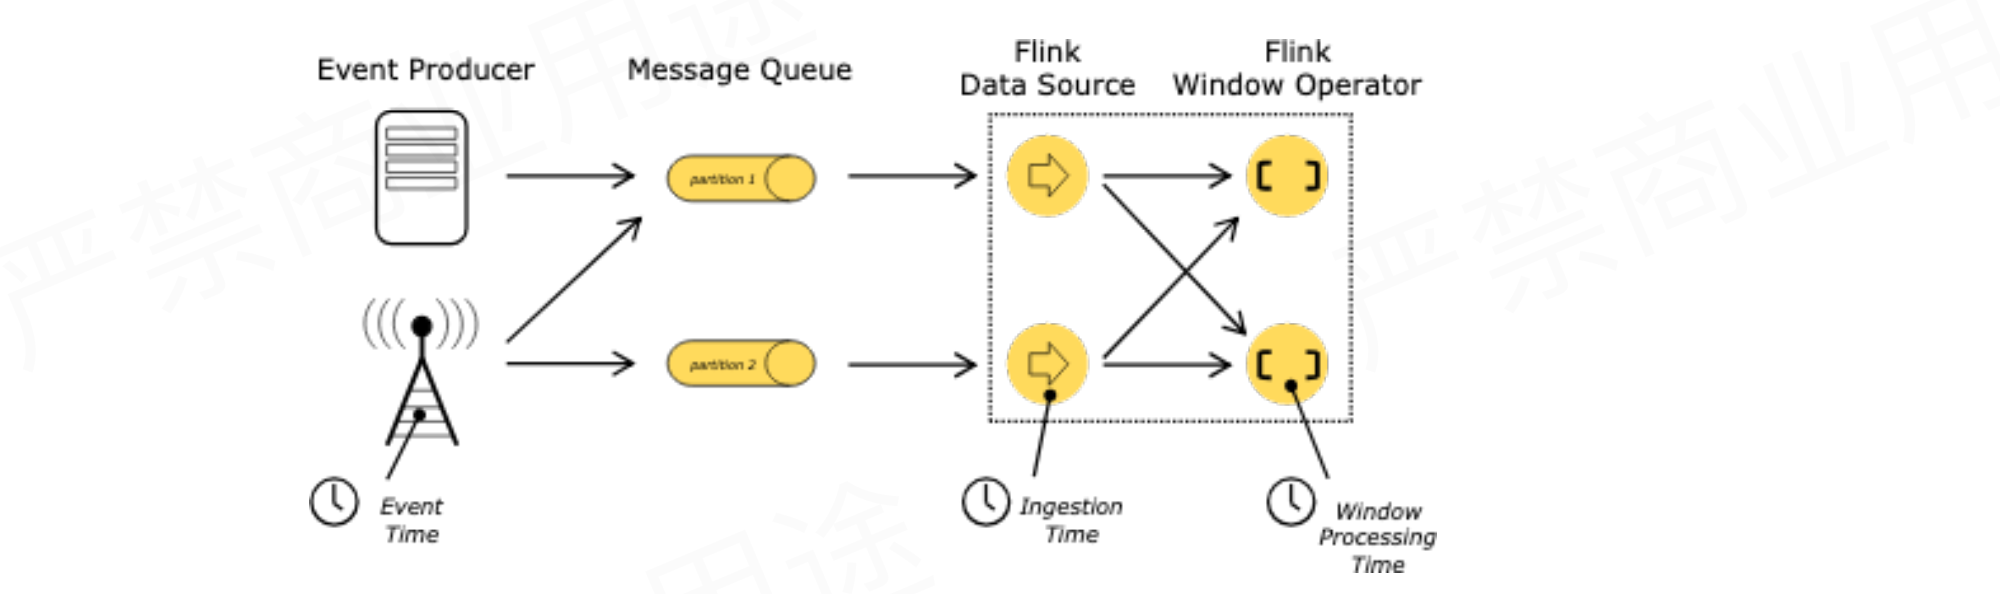 Event Producer
Message Queue
Flink
Data Source
Flink
Window Operator
partition 1
partition 2
Event
Time
Ingestion
Time
Window
Processing
Time
严禁商业用途
严禁商业用
用途